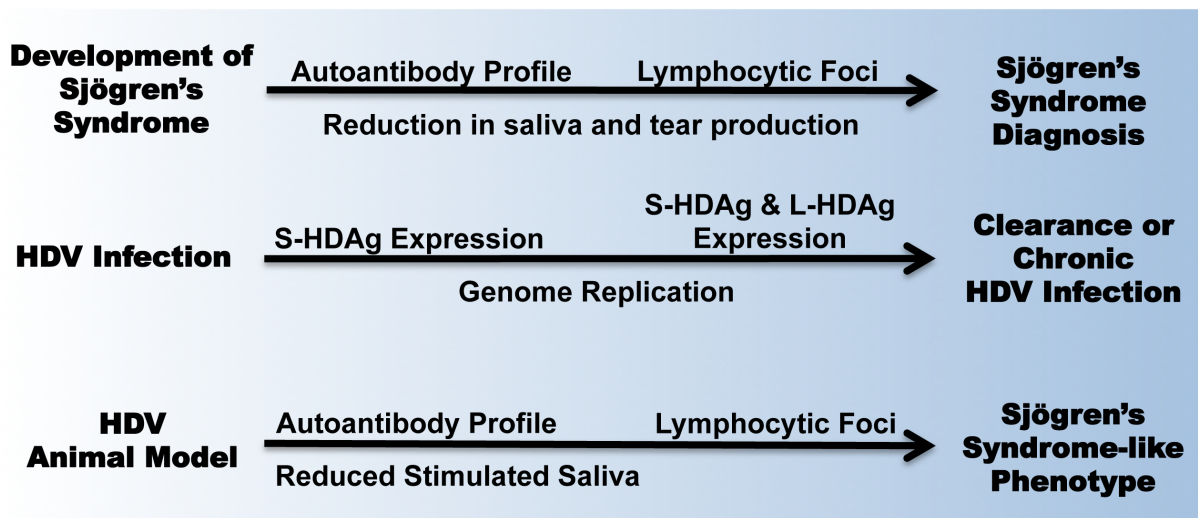 Development of
Sjögren's
Syndrome
Autoantibody Profile
Lymphocytic Foci
Reduction in saliva and tear production
Sjögren's
Syndrome
Diagnosis
HDV Infection
S-HDAg Expression
S-HDAg & L-HDAg
Expression
Genome Replication
Clearance or
Chronic
HDV Infection
HDV
Animal Model
Autoantibody Profile
Lymphocytic Foci
Reduced Stimulated Saliva
Sjögren's
Syndrome-like
Phenotype